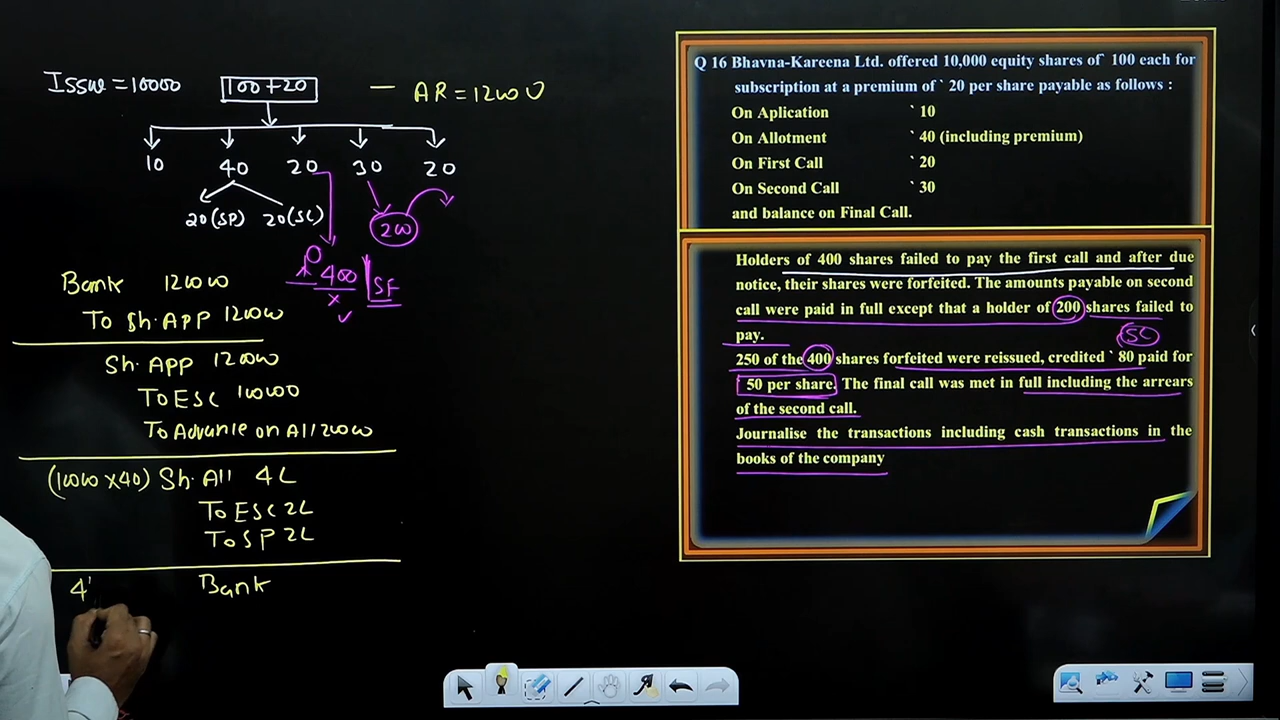 Issue = 10000
100+20
— AR = 12000
10 40 20 30 20
20(SP) 20(SC)
200
400
x
SF
Bank 120000
To Sh. APP 120000
Sh. APP 120000
To ESC 100000
To Advance on All 20000
(10000 x 40) Sh. All 4L
To ESC 2L
To SP 2L
4 Bank
Q 16 Bhavna-Kareena Ltd. offered 10,000 equity shares of ` 100 each for
subscription at a premium of ` 20 per share payable as follows :
On Aplication ` 10
On Allotment ` 40 (including premium)
On First Call ` 20
On Second Call ` 30
and balance on Final Call.
Holders of 400 shares failed to pay the first call and after due
notice, their shares were forfeited. The amounts payable on second
call were paid in full except that a holder of 200 shares failed to
pay.
SC
250 of the 400 shares forfeited were reissued, credited ` 80 paid for
` 50 per share. The final call was met in full including the arrears
of the second call.
Journalise the transactions including cash transactions in the
books of the company